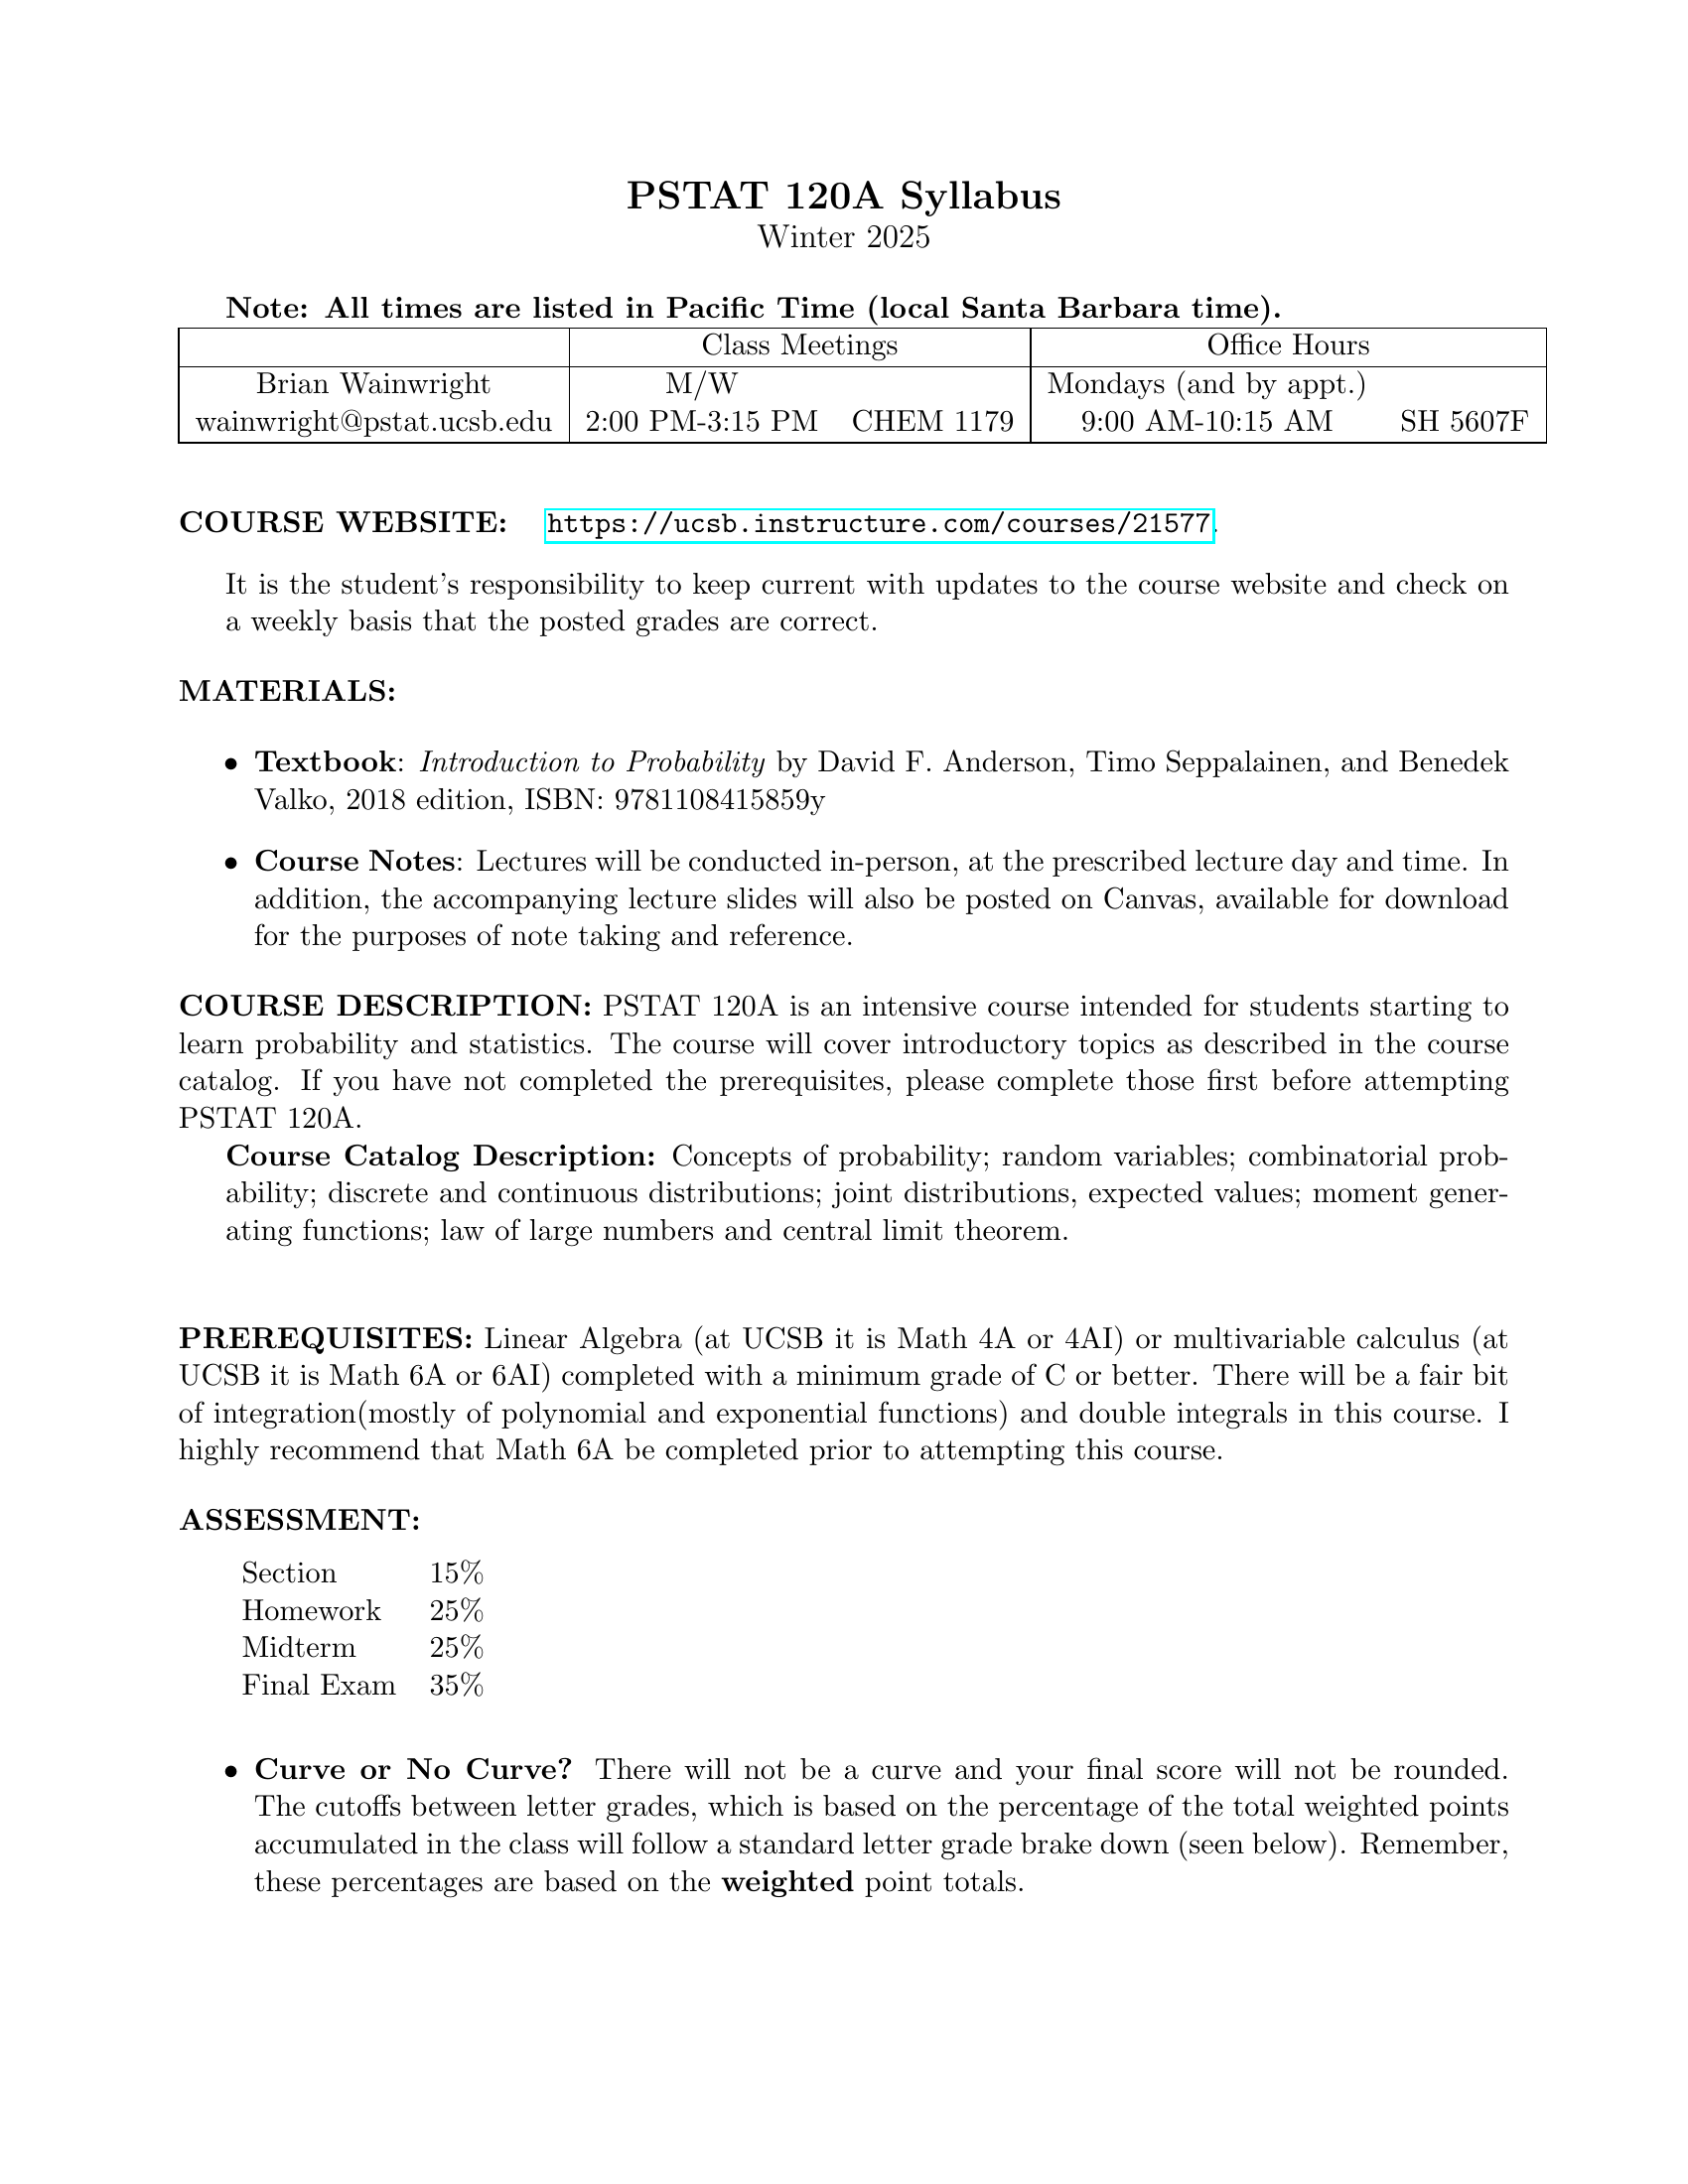 PSTAT 120A Syllabus
Winter 2025
Note: All times are listed in Pacific Time (local Santa Barbara time).
Class Meetings Office Hours
Brian Wainwright M/W Mondays (and by appt.)
wainwright@pstat.ucsb.edu 2:00 PM-3:15 PM CHEM 1179 9:00 AM-10:15 AM SH 5607F
COURSE WEBSITE: https://ucsb.instructure.com/courses/21577.
It is the student's responsibility to keep current with updates to the course website and check on
a weekly basis that the posted grades are correct.
MATERIALS:
• Textbook: Introduction to Probability by David F. Anderson, Timo Seppalainen, and Benedek
Valko, 2018 edition, ISBN: 9781108415859y
• Course Notes: Lectures will be conducted in-person, at the prescribed lecture day and time. In
addition, the accompanying lecture slides will also be posted on Canvas, available for download
for the purposes of note taking and reference.
COURSE DESCRIPTION: PSTAT 120A is an intensive course intended for students starting to
learn probability and statistics. The course will cover introductory topics as described in the course
catalog. If you have not completed the prerequisites, please complete those first before attempting
PSTAT 120A.
Course Catalog Description: Concepts of probability; random variables; combinatorial prob-
ability; discrete and continuous distributions; joint distributions, expected values; moment gener-
ating functions; law of large numbers and central limit theorem.
PREREQUISITES: Linear Algebra (at UCSB it is Math 4A or 4AI) or multivariable calculus (at
UCSB it is Math 6A or 6AI) completed with a minimum grade of C or better. There will be a fair bit
of integration(mostly of polynomial and exponential functions) and double integrals in this course. I
highly recommend that Math 6A be completed prior to attempting this course.
ASSESSMENT:
Section 15%
Homework 25%
Midterm 25%
Final Exam 35%
• Curve or No Curve? There will not be a curve and your final score will not be rounded.
The cutoffs between letter grades, which is based on the percentage of the total weighted points
accumulated in the class will follow a standard letter grade brake down (seen below). Remember,
these percentages are based on the weighted point totals.